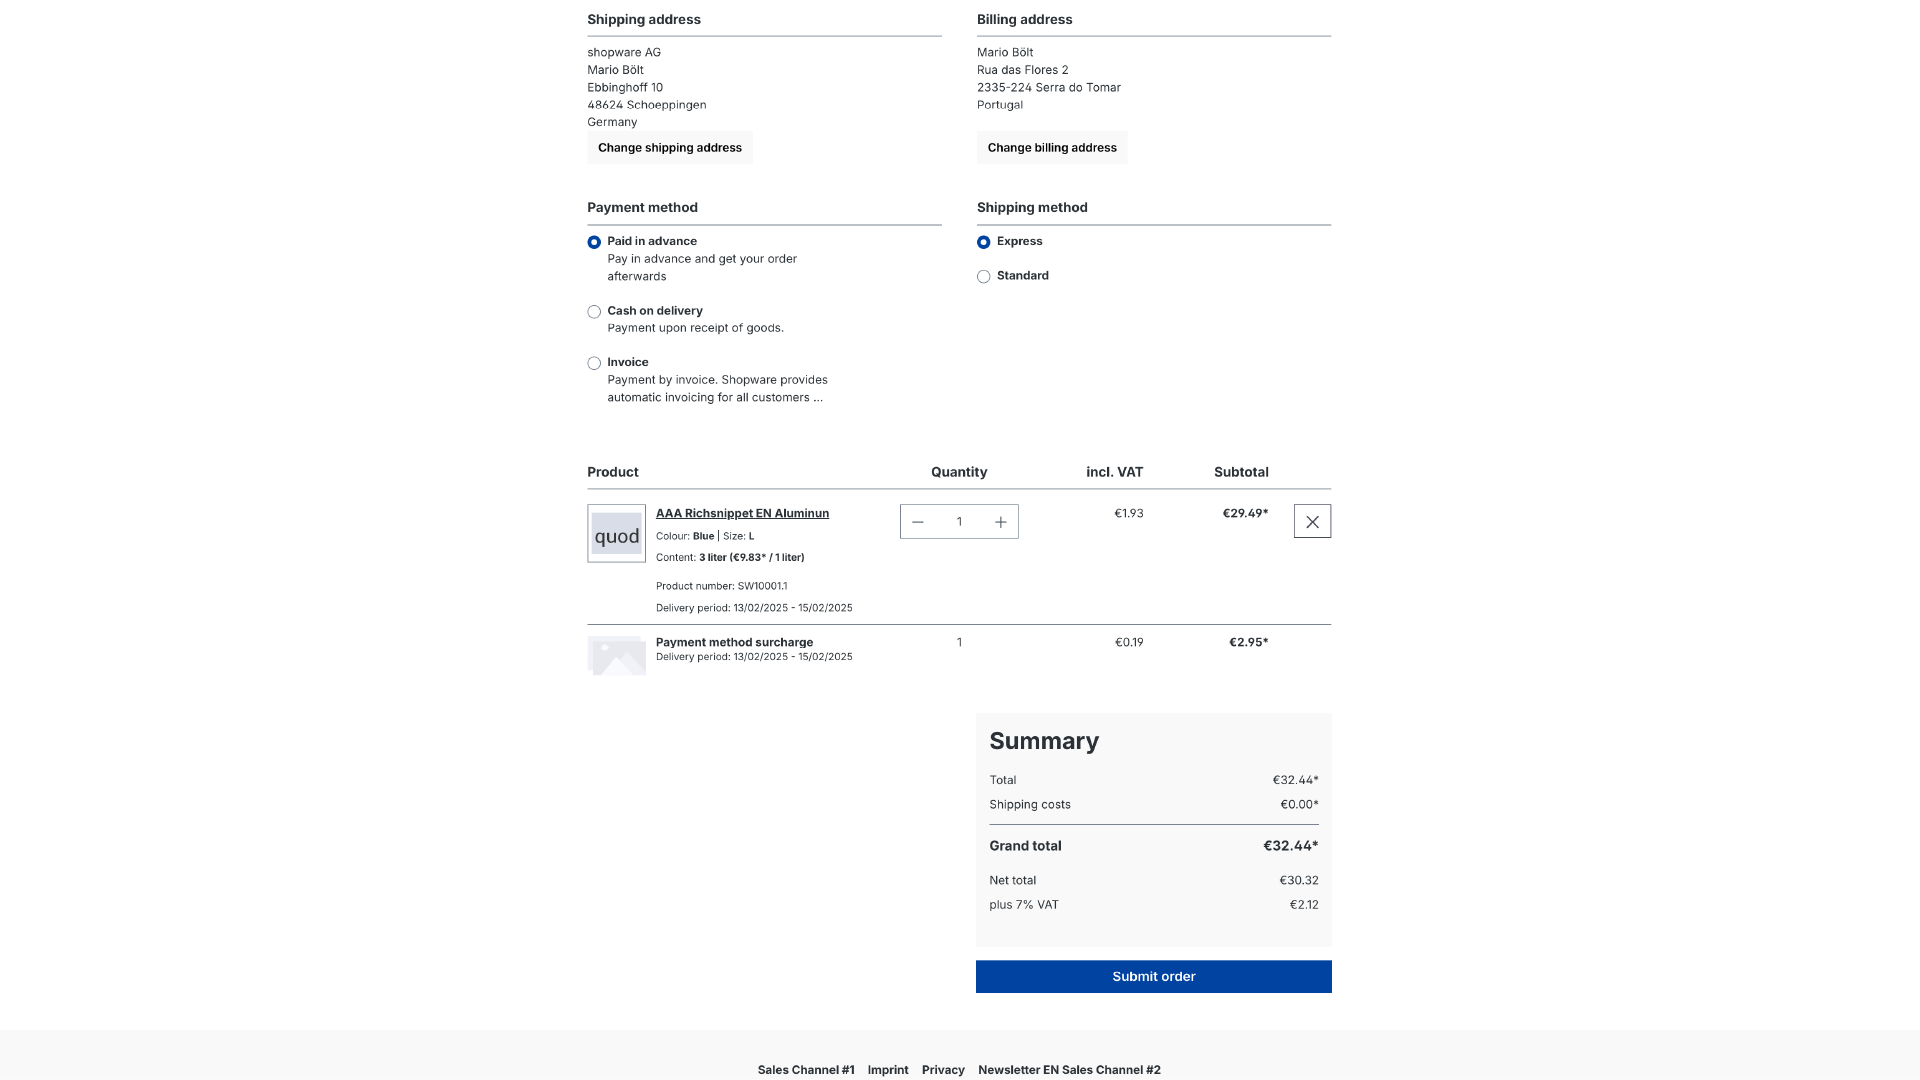 Shipping address
shopware AG
Mario Bölt
Ebbinghoff 10
48624 Schoeppingen
Germany
Change shipping address
Billing address
Mario Bölt
Rua das Flores 2
2335-224 Serra do Tomar
Portugal
Change billing address
Payment method
Paid in advance
Pay in advance and get your order
afterwards
Cash on delivery
Payment upon receipt of goods.
Invoice
Payment by invoice. Shopware provides
automatic invoicing for all customers ...
Shipping method
Express
Standard
Product Quantity incl. VAT Subtotal
quod
AAA Richsnippet EN Aluminun 1 €1.93 €29.49*
Colour: Blue | Size: L
Content: 3 liter (€9.83* / 1 liter)
Product number: SW10001.1
Delivery period: 13/02/2025 - 15/02/2025
Payment method surcharge 1 €0.19 €2.95*
Delivery period: 13/02/2025 - 15/02/2025
Summary
Total €32.44*
Shipping costs €0.00*
Grand total €32.44*
Net total €30.32
plus 7% VAT €2.12
Submit order
Sales Channel #1 Imprint Privacy Newsletter EN Sales Channel #2